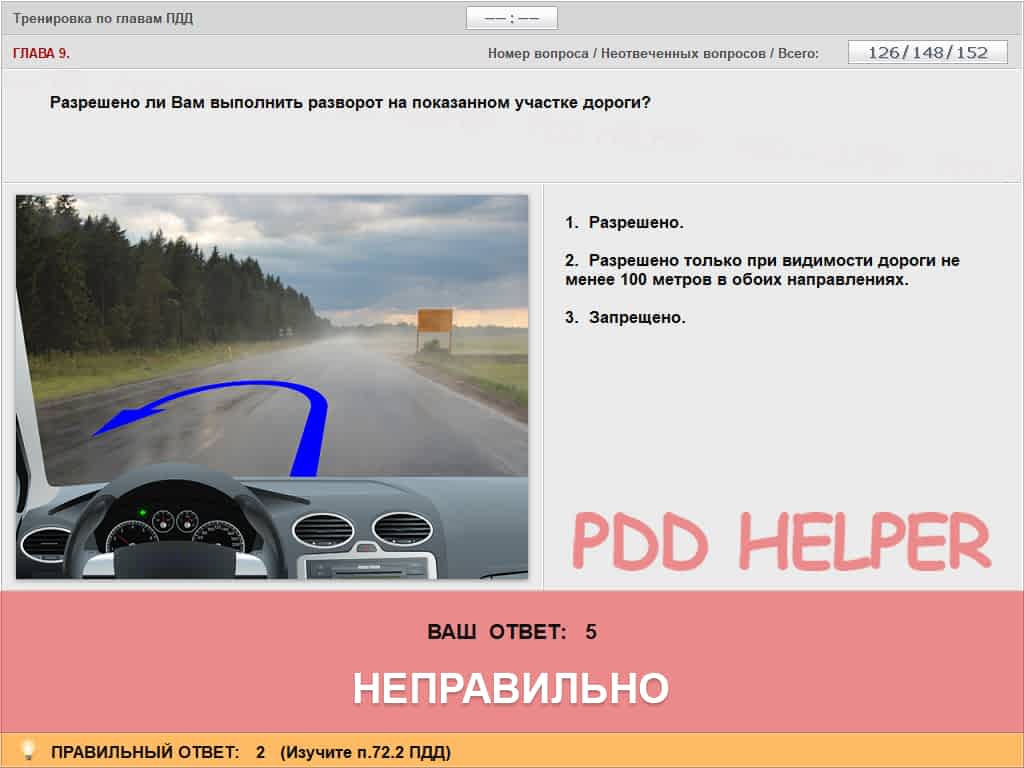 Тренировка по главам ПДД
–– : ––
ГЛАВА 9.
Номер вопроса / Неотвеченных вопросов / Всего:
126/148/152
Разрешено ли Вам выполнить разворот на показанном участке дороги?
1. Разрешено.
2. Разрешено только при видимости дороги не
менее 100 метров в обоих направлениях.
3. Запрещено.
PDD HELPER
ВАШ ОТВЕТ: 5
НЕПРАВИЛЬНО
ПРАВИЛЬНЫЙ ОТВЕТ: 2 (Изучите п.72.2 ПДД)